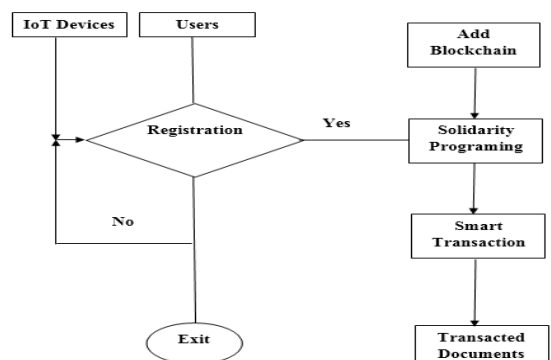 IoT Devices
Users
Add
Blockchain
Registration
Yes
Solidarity
Programing
No
Smart
Transaction
Exit
Transacted
Documents